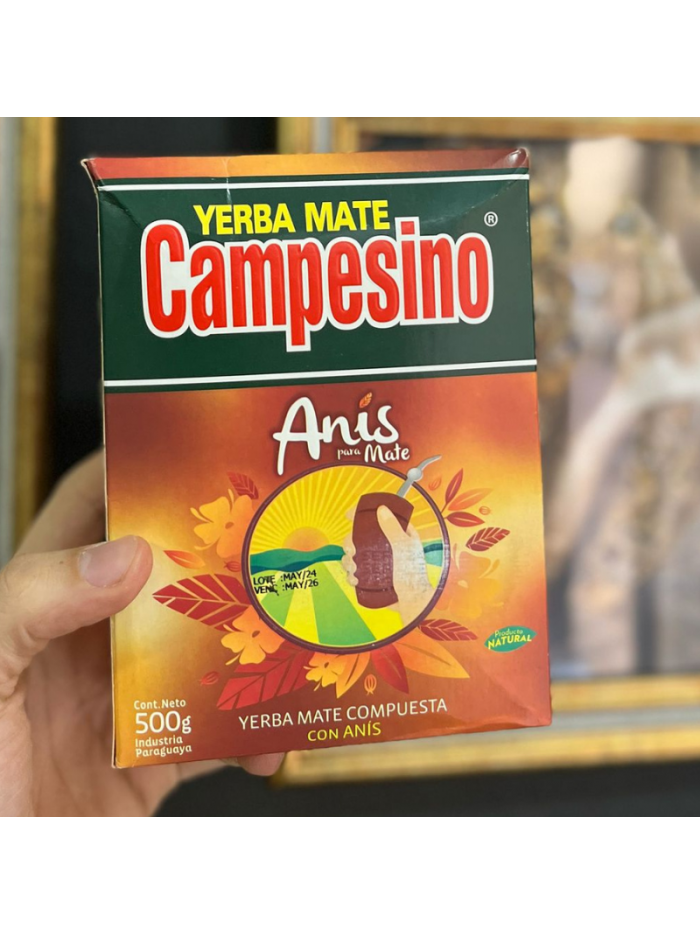 YERBA MATE
Campesino®
Anís
para Mate
LOTE :MAY/24
VENC :MAY/26
Producto
NATURAL
Cont.Neto
500g
Industria
Paraguaya
YERBA MATE COMPUESTA
CON ANÍS